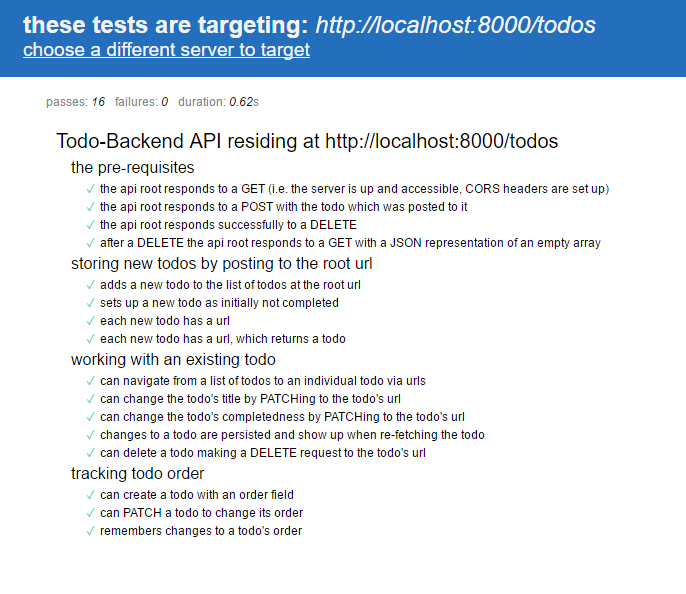 these tests are targeting: http://localhost:8000/todos
choose a different server to target
passes: 16 failures: 0 duration: 0.62s
Todo-Backend API residing at http://localhost:8000/todos
the pre-requisites
✓ the api root responds to a GET (i.e. the server is up and accessible, CORS headers are set up)
✓ the api root responds to a POST with the todo which was posted to it
✓ the api root responds successfully to a DELETE
✓ after a DELETE the api root responds to a GET with a JSON representation of an empty array
storing new todos by posting to the root url
✓ adds a new todo to the list of todos at the root url
✓ sets up a new todo as initially not completed
✓ each new todo has a url
✓ each new todo has a url, which returns a todo
working with an existing todo
✓ can navigate from a list of todos to an individual todo via urls
✓ can change the todo's title by PATCHing to the todo's url
✓ can change the todo's completedness by PATCHing to the todo's url
✓ changes to a todo are persisted and show up when re-fetching the todo
✓ can delete a todo making a DELETE request to the todo's url
tracking todo order
✓ can create a todo with an order field
✓ can PATCH a todo to change its order
✓ remembers changes to a todo's order